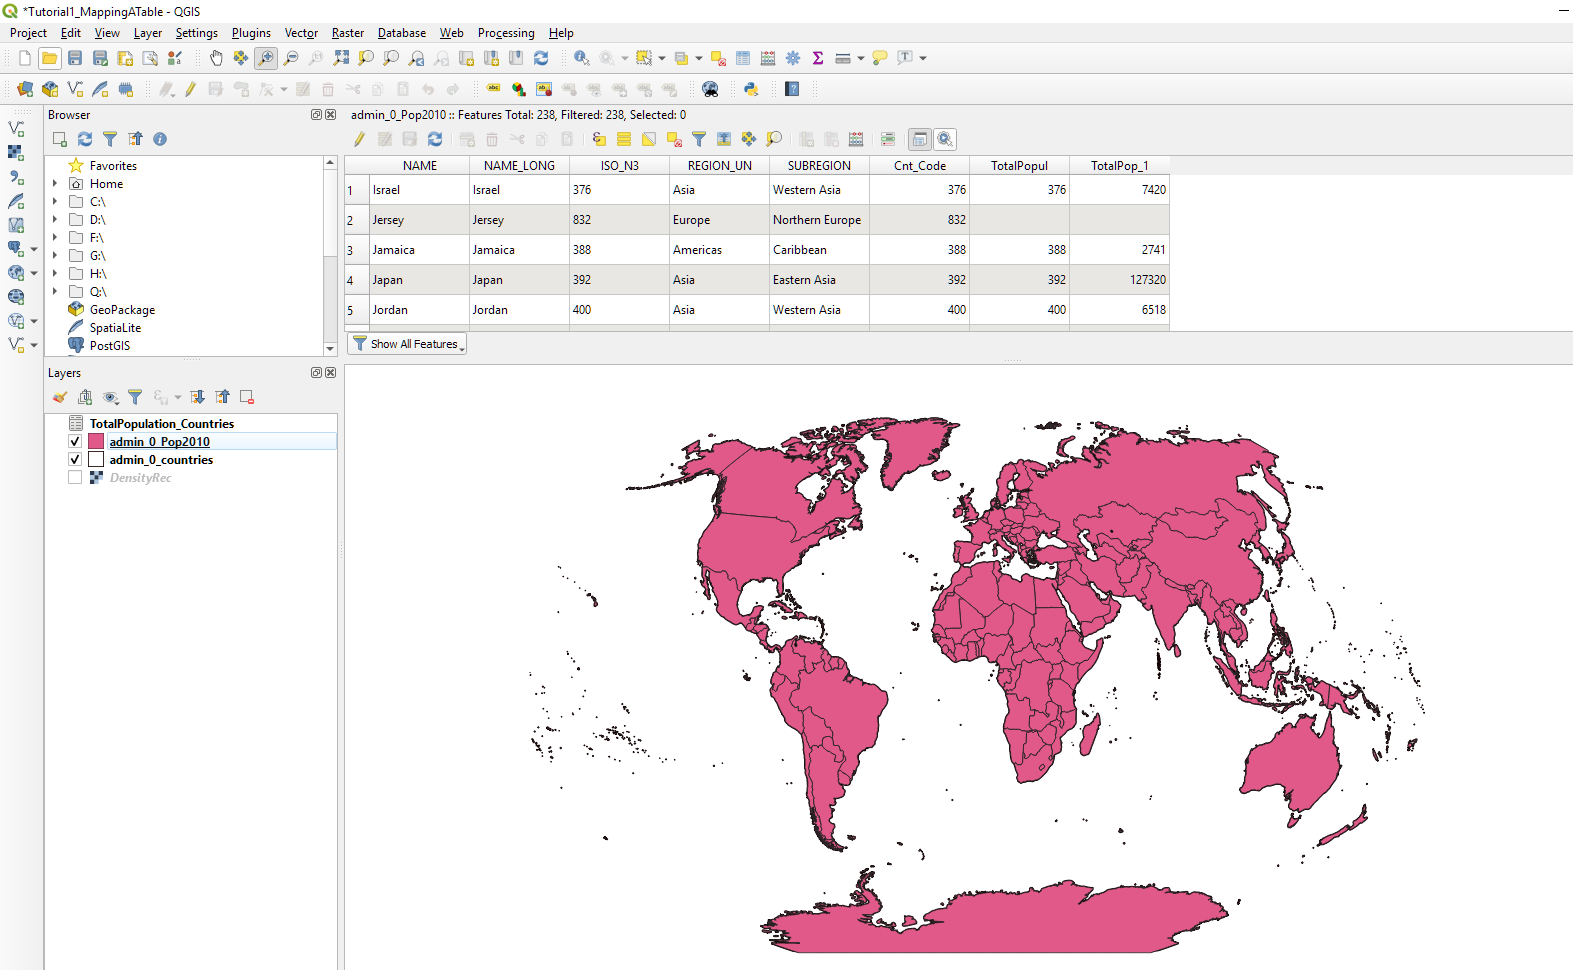 *Tutorial1_MappingATable - QGIS
Project Edit View Layer Settings Plugins Vector Raster Database Web Processing Help
Browser
Favorites
Home
C:\
D:\
F:\
G:\
H:\
Q:\
GeoPackage
SpatiaLite
PostGIS
admin_0_Pop2010 :: Features Total: 238, Filtered: 238, Selected: 0
NAME NAME_LONG ISO_N3 REGION_UN SUBREGION Cnt_Code TotalPopul TotalPop_1
1 Israel Israel 376 Asia Western Asia 376 376 7420
2 Jersey Jersey 832 Europe Northern Europe 832
3 Jamaica Jamaica 388 Americas Caribbean 388 388 2741
4 Japan Japan 392 Asia Eastern Asia 392 392 127320
5 Jordan Jordan 400 Asia Western Asia 400 400 6518
Show All Features
Layers
TotalPopulation_Countries
admin_0_Pop2010
admin_0_countries
DensityRec